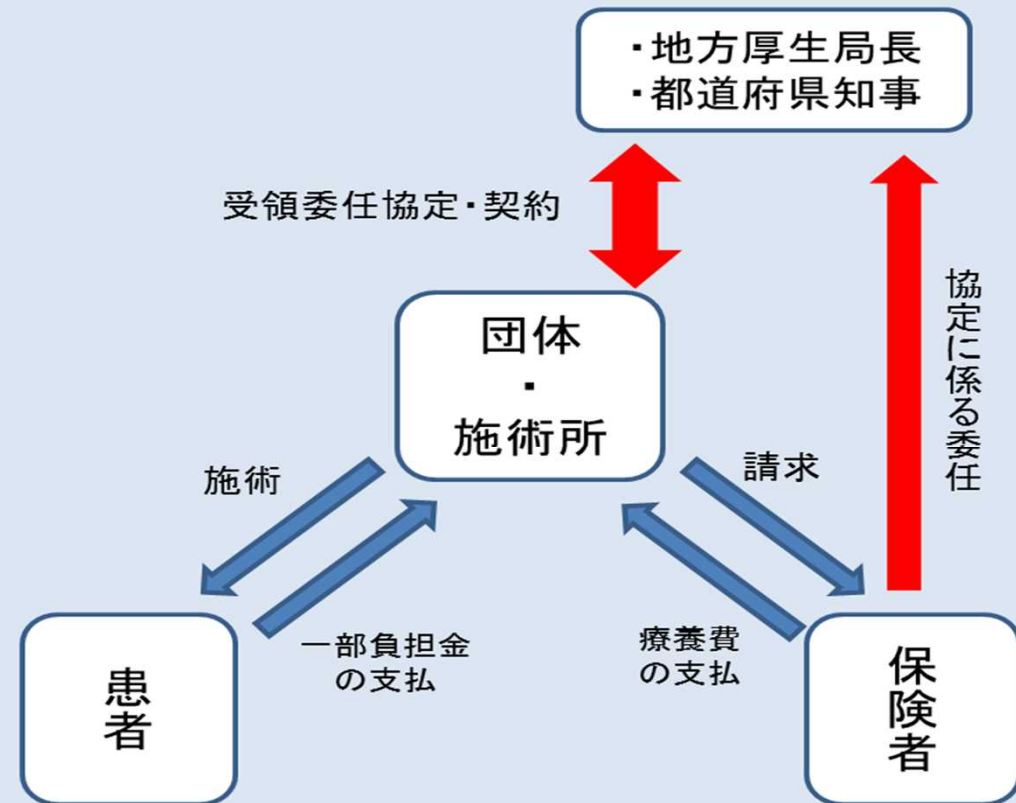 ・地方厚生局長
・都道府県知事
受領委任協定・契約
協定に係る委任
団体
・
施術所
施術
請求
一部負担金
の支払
療養費
の支払
患者
保険者